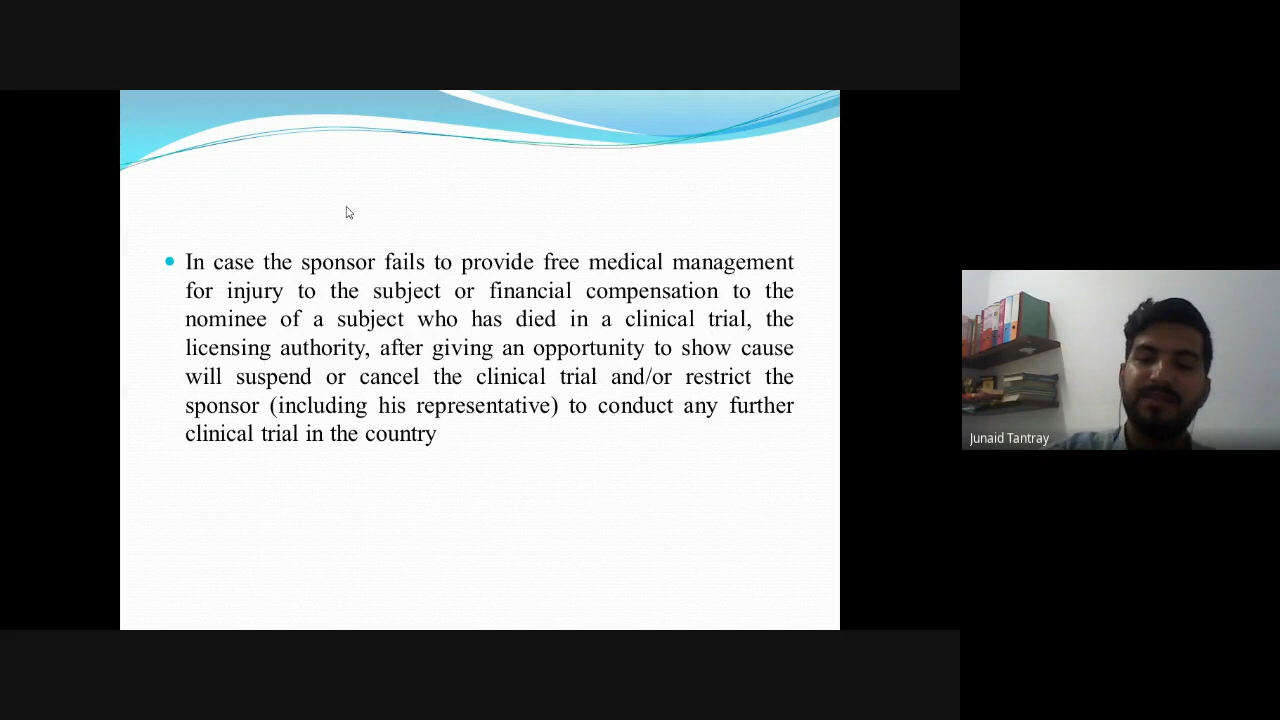 In case the sponsor fails to provide free medical management
for injury to the subject or financial compensation to the
nominee of a subject who has died in a clinical trial, the
licensing authority, after giving an opportunity to show cause
will suspend or cancel the clinical trial and/or restrict the
sponsor (including his representative) to conduct any further
clinical trial in the country
Junaid Tantray